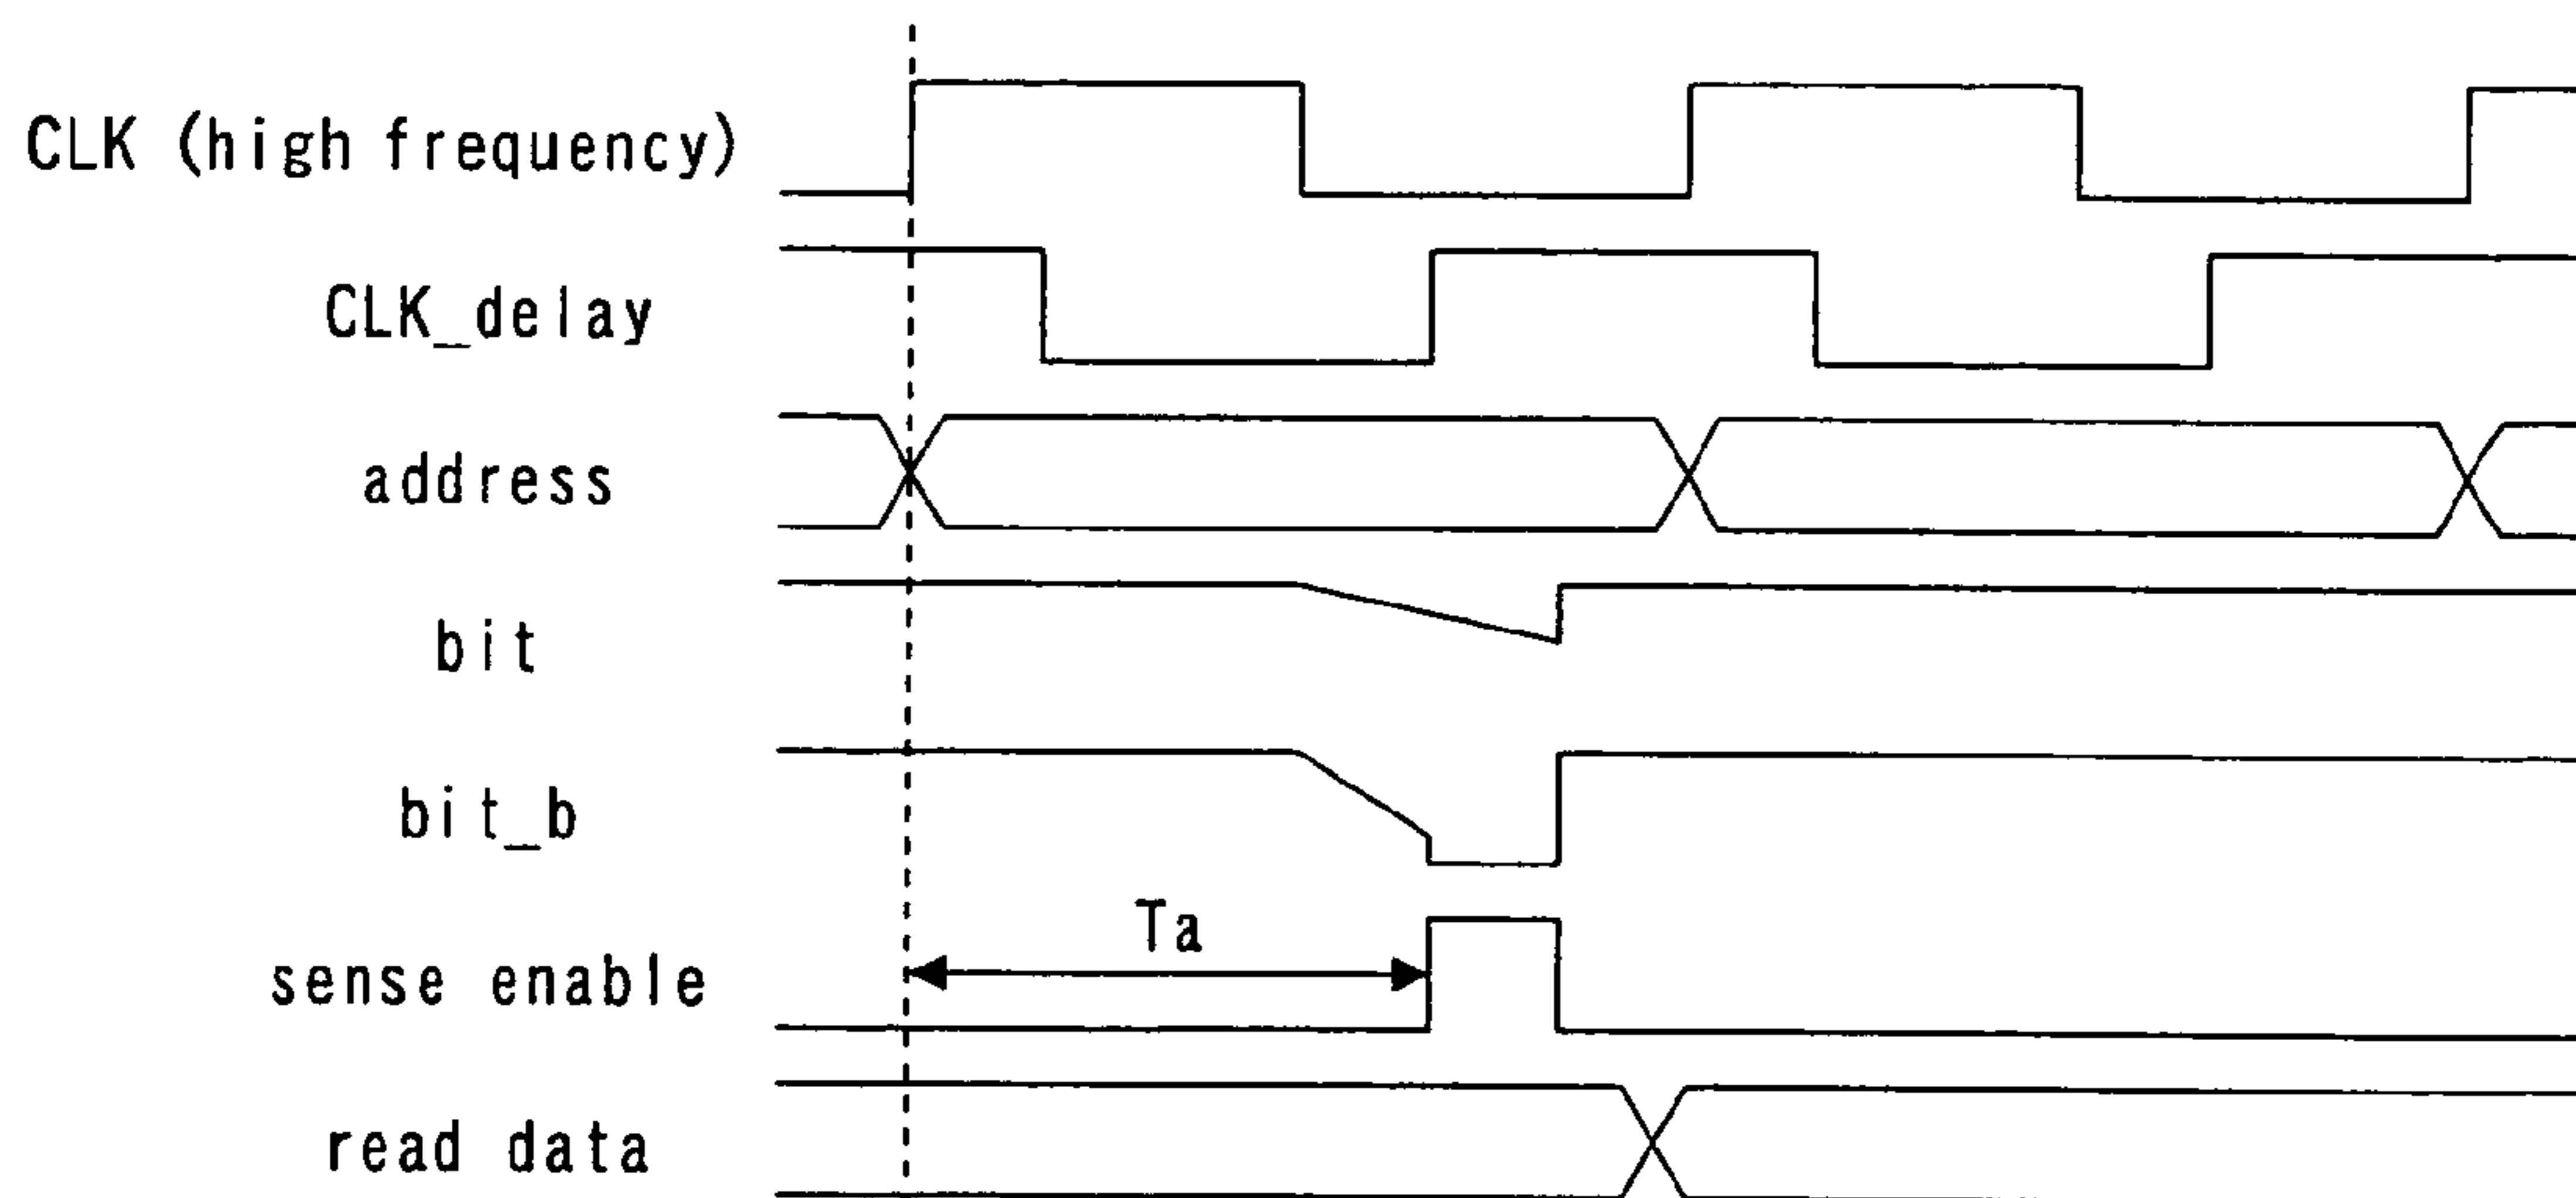 CLK (high frequency)
CLK_delay
address
bit
bit_b
Ta
sense enable
read data